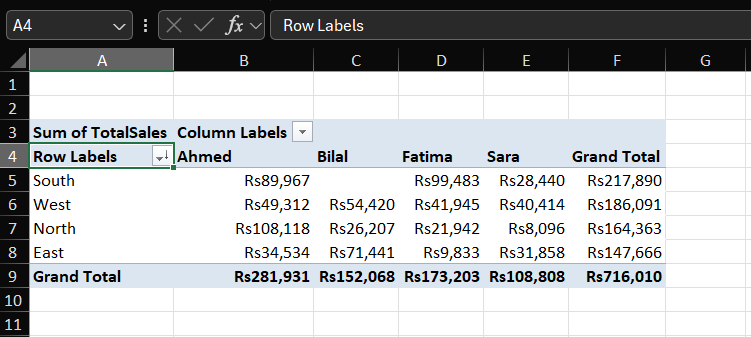 A4 fx Row Labels
A B C D E F G
1
2
3 Sum of TotalSales Column Labels
4 Row Labels Ahmed Bilal Fatima Sara Grand Total
5 South Rs89,967 Rs99,483 Rs28,440 Rs217,890
6 West Rs49,312 Rs54,420 Rs41,945 Rs40,414 Rs186,091
7 North Rs108,118 Rs26,207 Rs21,942 Rs8,096 Rs164,363
8 East Rs34,534 Rs71,441 Rs9,833 Rs31,858 Rs147,666
9 Grand Total Rs281,931 Rs152,068 Rs173,203 Rs108,808 Rs716,010
10
11